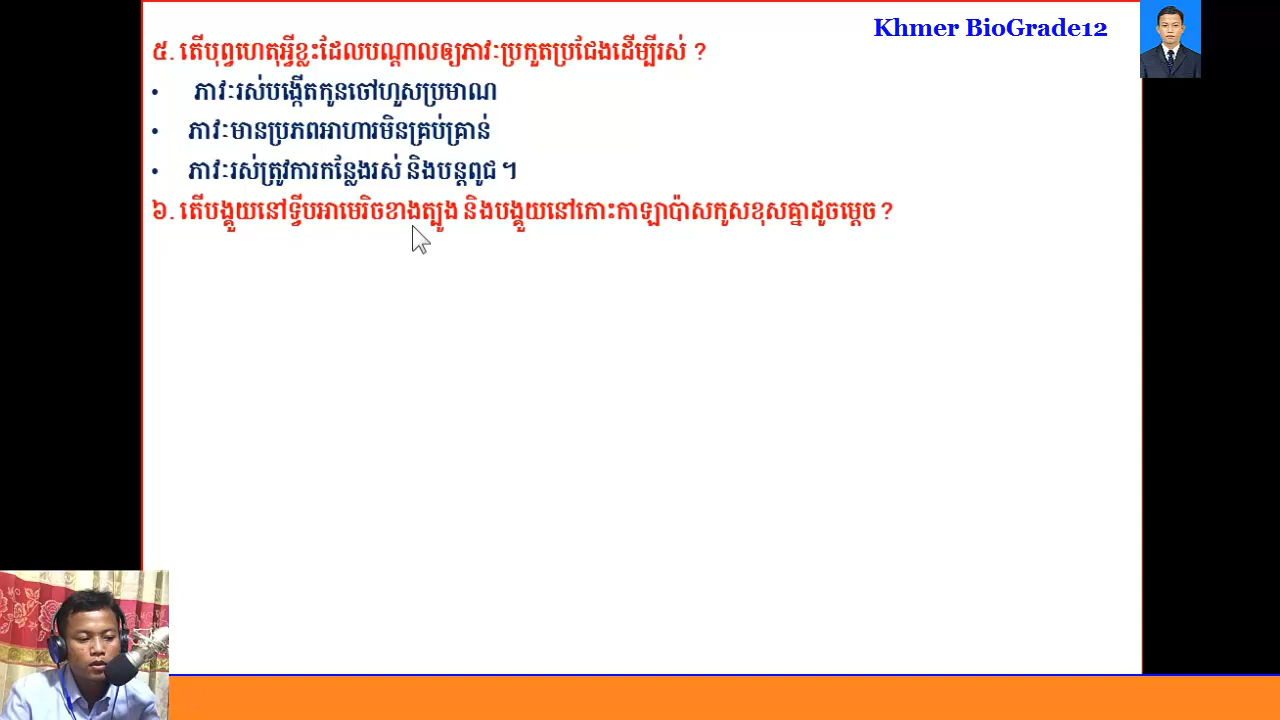 Khmer BioGrade12
៥. តើបុព្វហេតុអ្វីខ្លះដែលបណ្តាលឲ្យភាវៈប្រកួតប្រជែងដើម្បីរស់ ?
• ភាវៈរស់បង្កើតកូនចៅហួសប្រមាណ
• ភាវៈមានប្រភពអាហារមិនគ្រប់គ្រាន់
• ភាវៈរស់ត្រូវការកន្លែងរស់ និងបន្តពូជ ។
៦. តើបង្គួយនៅទ្វីបអាមេរិចខាងត្បូង និងបង្គួយនៅកោះកាឡាប៉ាសកូសខុសគ្នាដូចម្តេច ?